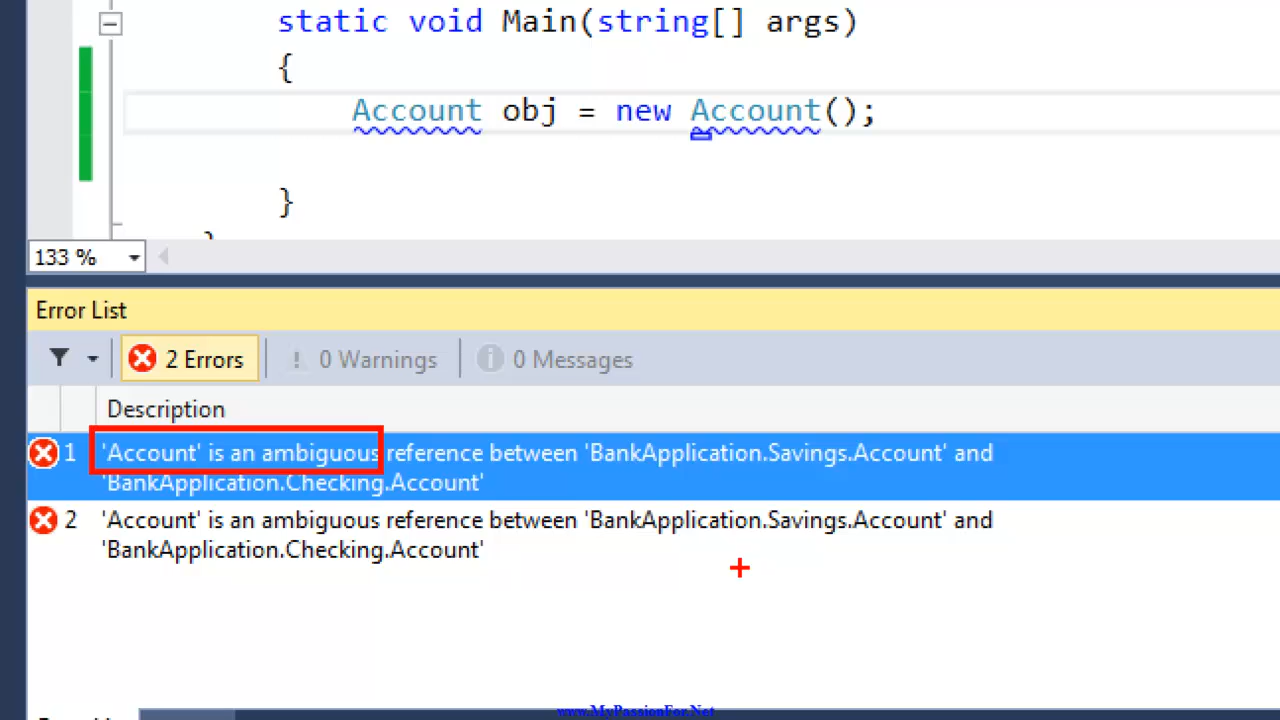 static void Main(string[] args)
{
Account obj = new Account();
}
}
133 %
Error List
2 Errors
! 0 Warnings
i 0 Messages
Description
1 'Account' is an ambiguous reference between 'BankApplication.Savings.Account' and
'BankApplication.Checking.Account'
2 'Account' is an ambiguous reference between 'BankApplication.Savings.Account' and
'BankApplication.Checking.Account'
www.MyPassionFor.Net